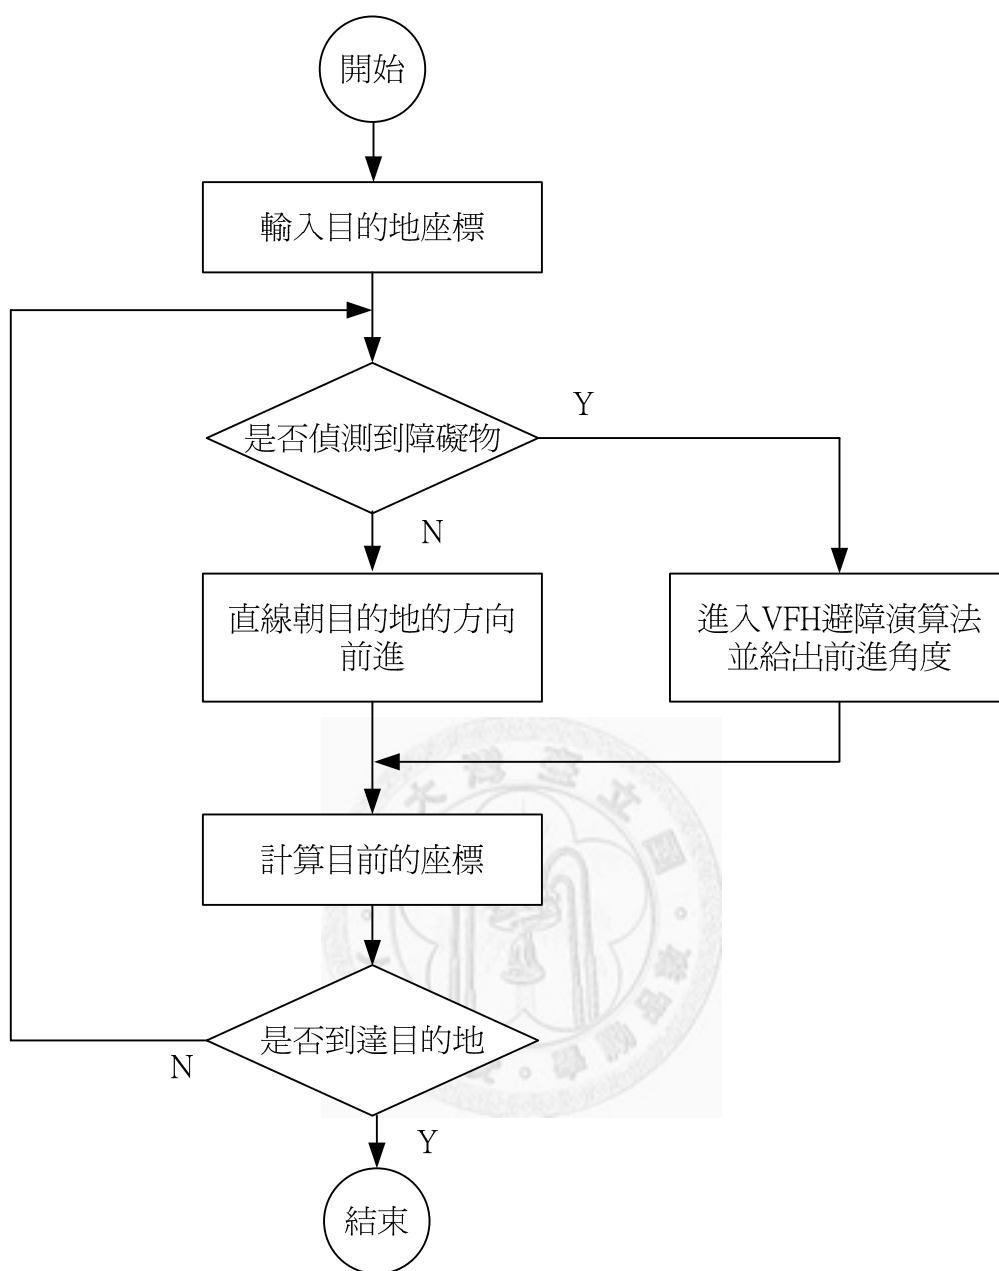 開始
輸入目的地座標
是否偵測到障礙物
Y
N
直線朝目的地的方向
前進
進入VFH避障演算法
並給出前進角度
計算目前的座標
是否到達目的地
N
Y
結束